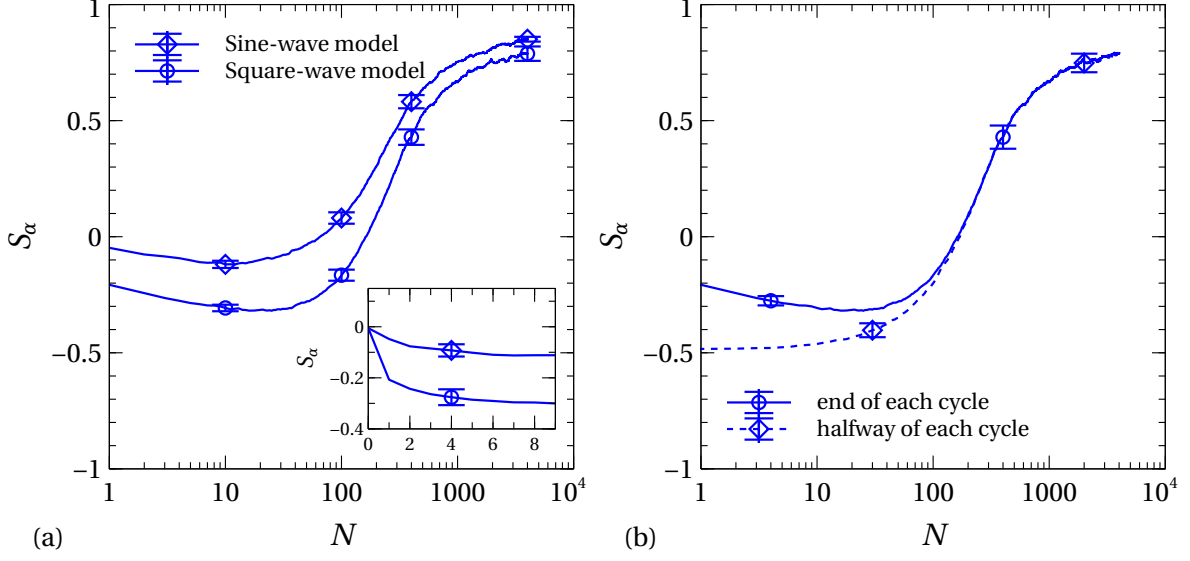 1
0.5
0
−0.5
−1
S_α
Sine-wave model
Square-wave model
0
−0.2
−0.4
S_α
0 2 4 6 8
1 10 100 1000 10^4
(a) N
1
0.5
0
−0.5
−1
S_α
end of each cycle
halfway of each cycle
1 10 100 1000 10^4
(b) N